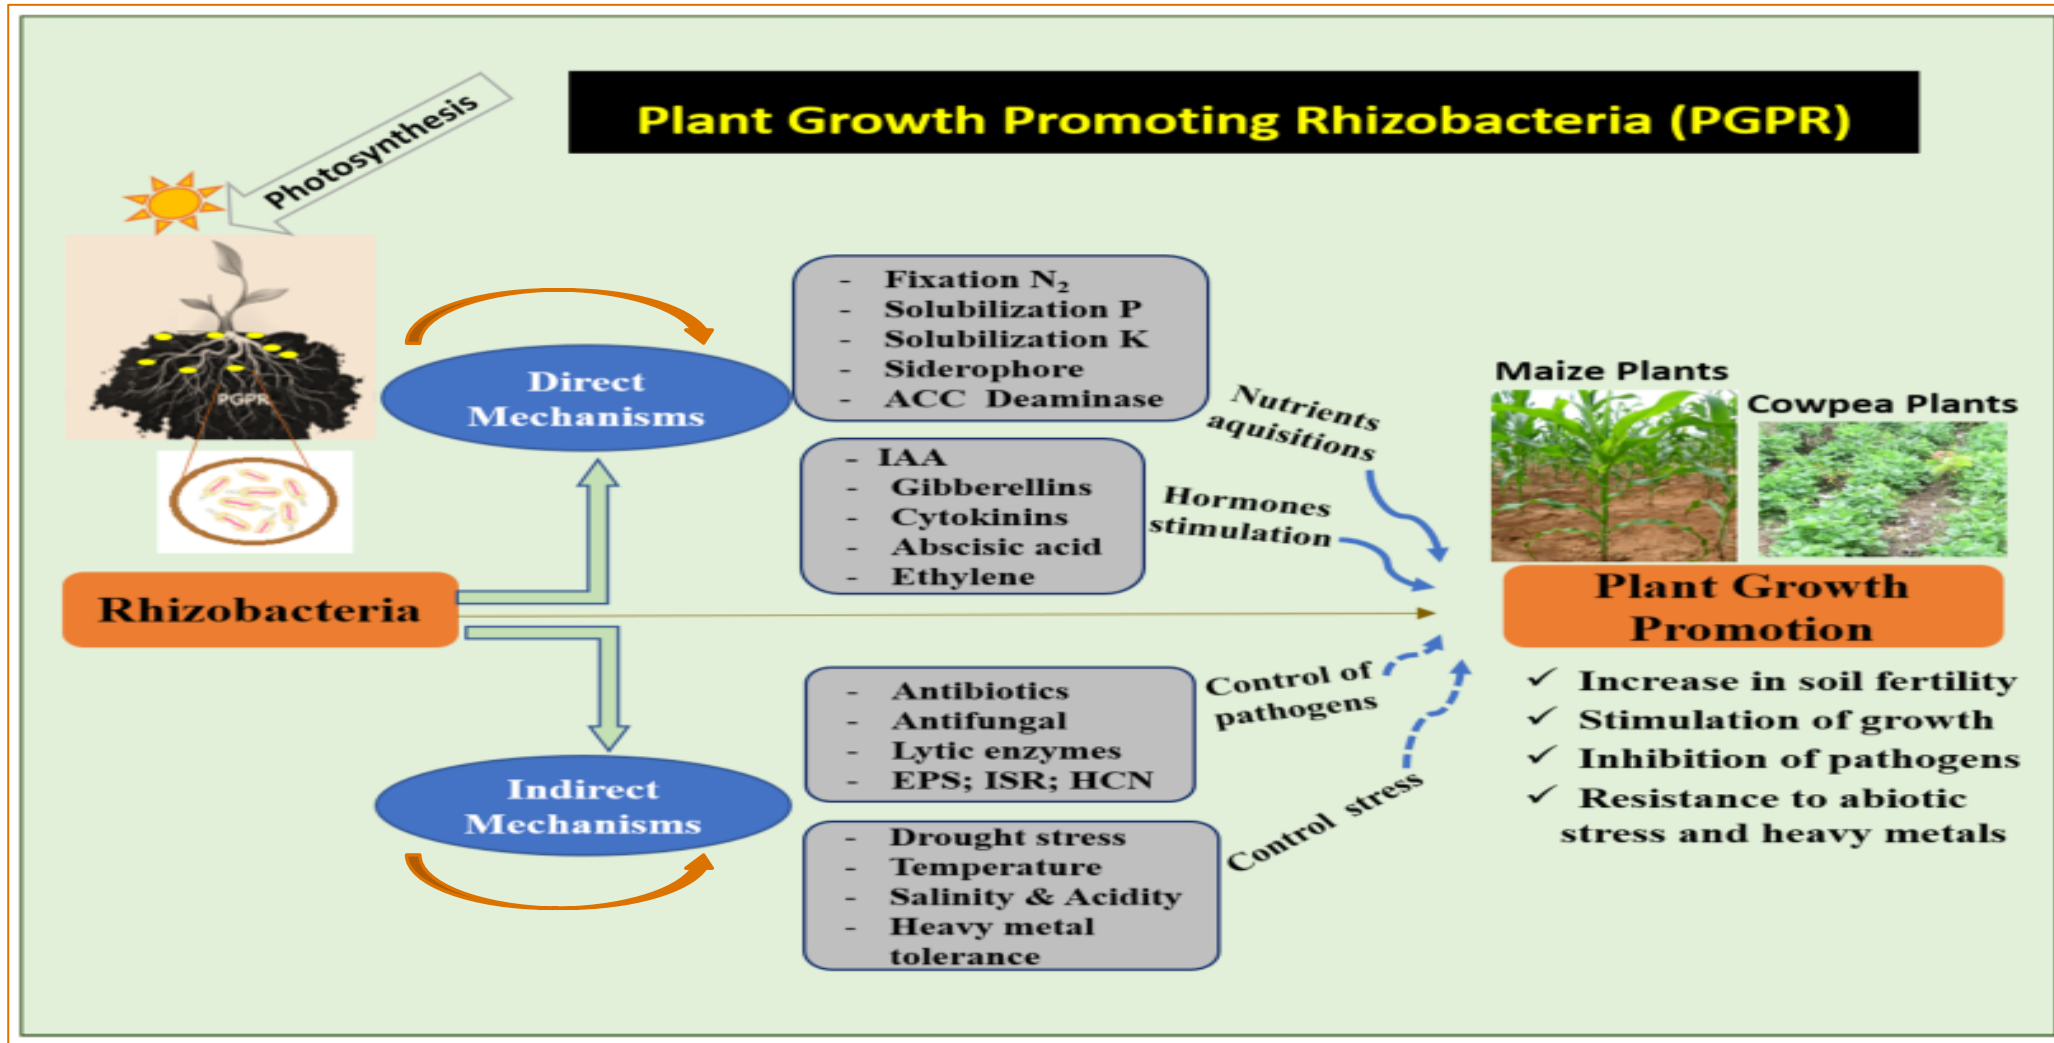 Plant Growth Promoting Rhizobacteria (PGPR)
Photosynthesis
PGPR
Rhizobacteria
Direct
Mechanisms
- Fixation N₂
- Solubilization P
- Solubilization K
- Siderophore
- ACC Deaminase
Nutrients
aquisitions
- IAA
- Gibberellins
- Cytokinins
- Abscisic acid
- Ethylene
Hormones
stimulation
Indirect
Mechanisms
- Antibiotics
- Antifungal
- Lytic enzymes
- EPS; ISR; HCN
Control of
pathogens
- Drought stress
- Temperature
- Salinity & Acidity
- Heavy metal
tolerance
Control stress
Maize Plants
Cowpea Plants
Plant Growth
Promotion
✓ Increase in soil fertility
✓ Stimulation of growth
✓ Inhibition of pathogens
✓ Resistance to abiotic
stress and heavy metals